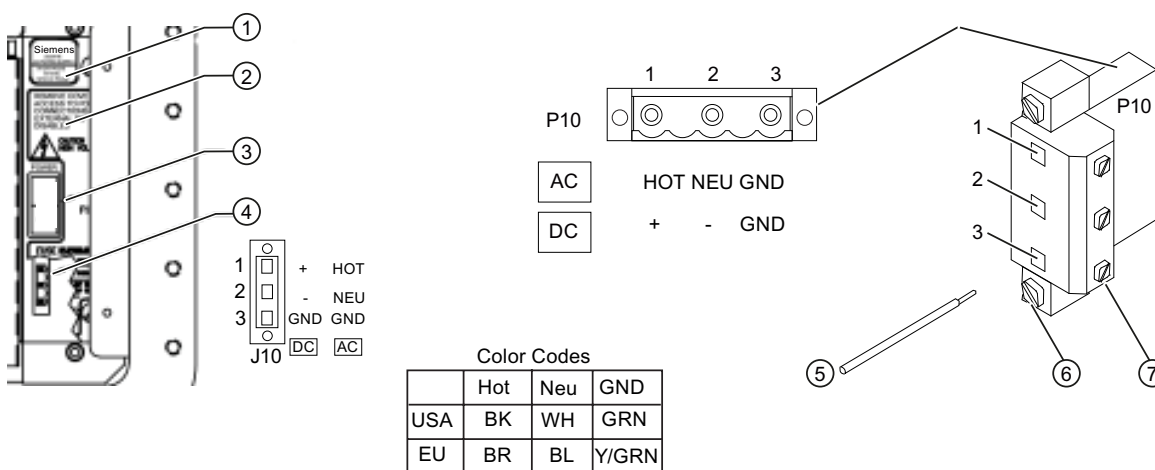 Siemens
1
2
3
4
CAUTION
1 + HOT
2 - NEU
3 GND GND
J10 DC AC
1 2 3
P10
AC HOT NEU GND
DC + - GND
P10
1
2
3
5
6
7
Color Codes
Hot Neu GND
USA BK WH GRN
EU BR BL Y/GRN